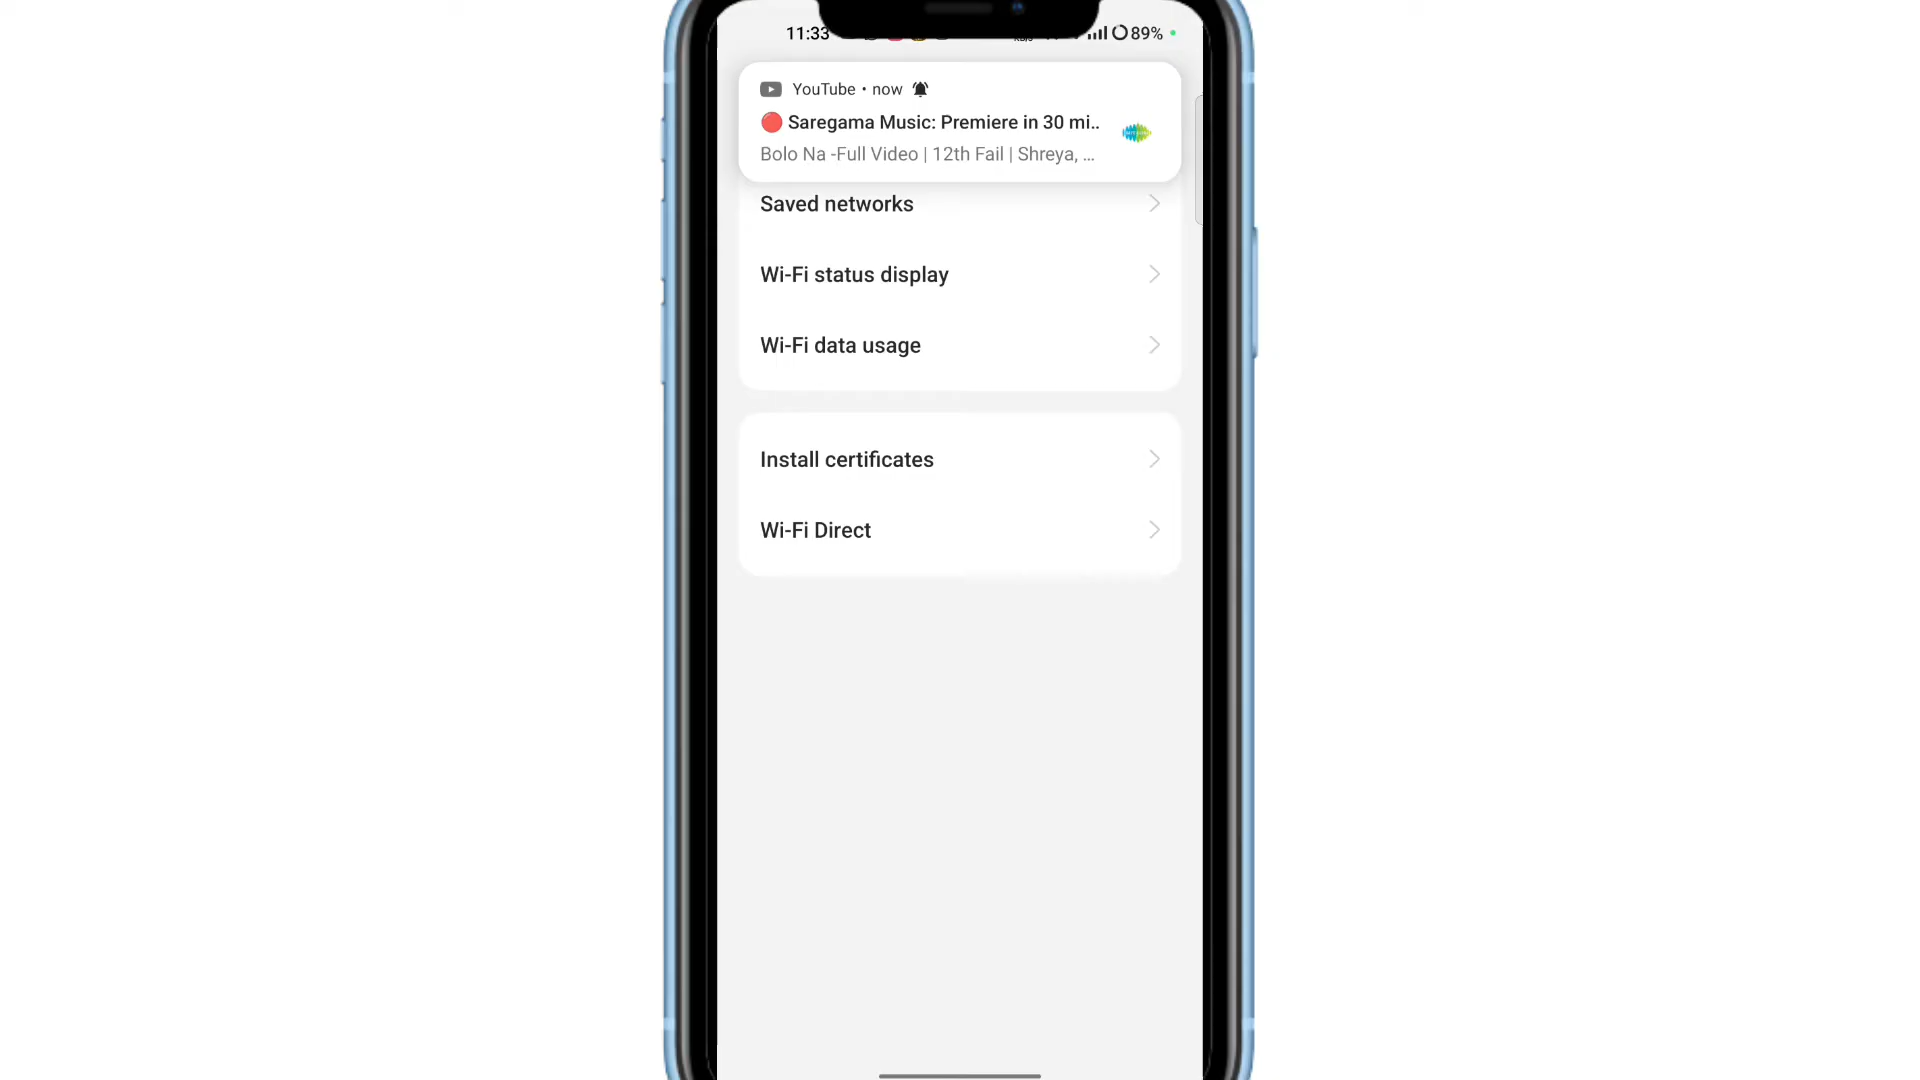 11:33 89%
YouTube • now
Saregama Music: Premiere in 30 mi..
Bolo Na -Full Video | 12th Fail | Shreya, ...
Saved networks
Wi-Fi status display
Wi-Fi data usage
Install certificates
Wi-Fi Direct